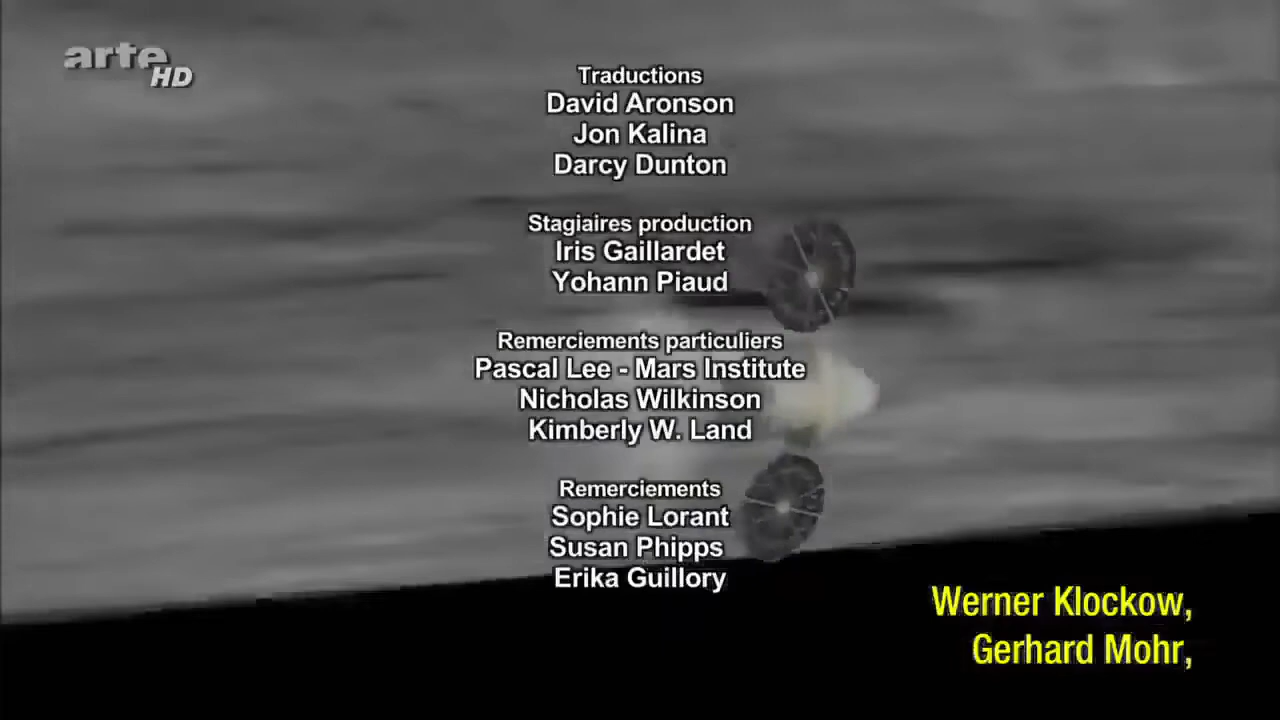 arte
HD
Traductions
David Aronson
Jon Kalina
Darcy Dunton
Stagiaires production
Iris Gaillardet
Yohann Piaud
Remerciements particuliers
Pascal Lee - Mars Institute
Nicholas Wilkinson
Kimberly W. Land
Remerciements
Sophie Lorant
Susan Phipps
Erika Guillory
Werner Klockow,
Gerhard Mohr,